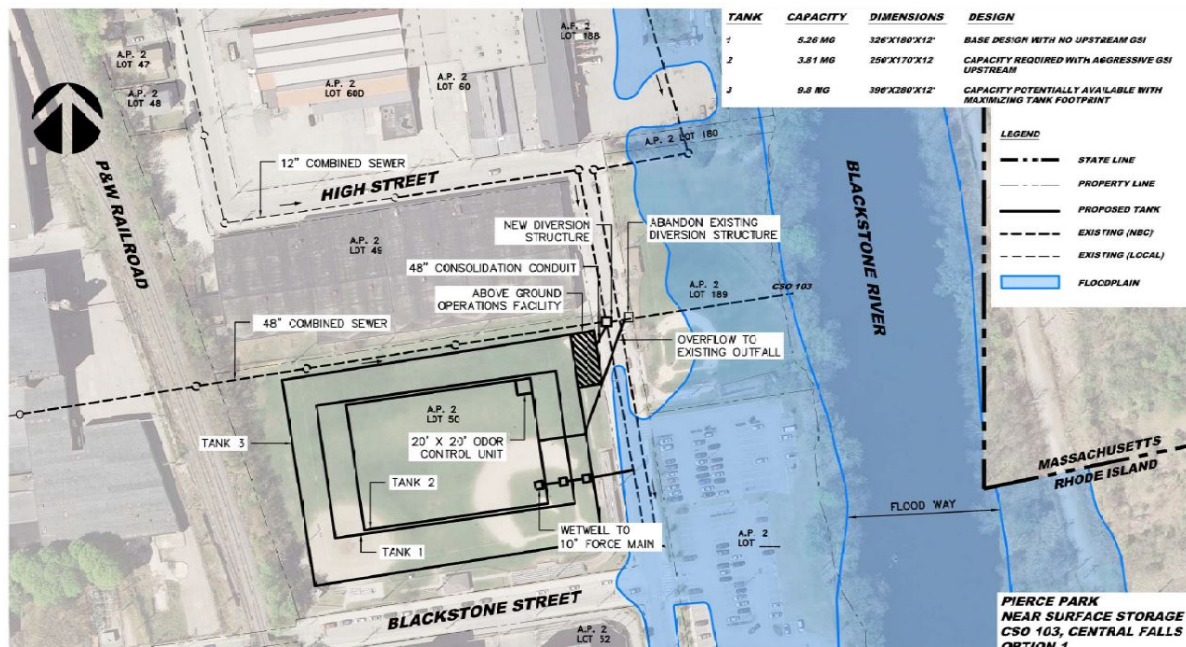 TANK CAPACITY DIMENSIONS DESIGN
1 5.26 MG 326'X180'X12' BASE DESIGN WITH NO UPSTREAM GSI
2 3.81 MG 250'X170'X12 CAPACITY REQUIRED WITH AGGRESSIVE GSI
UPSTREAM
3 9.8 MG 390'X280'X12' CAPACITY POTENTIALLY AVAILABLE WITH
MAXIMIZING TANK FOOTPRINT
LEGEND
STATE LINE
PROPERTY LINE
PROPOSED TANK
EXISTING (NBC)
EXISTING (LOCAL)
FLOODPLAIN
A.P. 2
LOT 47
A.P. 2
LOT 48
A.P. 2
LOT 60D
A.P. 2
LOT 60
A.P. 2
LOT 188
A.P. 2 LOT 180
P&W RAILROAD
12" COMBINED SEWER
HIGH STREET
A.P. 2
LOT 49
NEW DIVERSION
STRUCTURE
ABANDON EXISTING
DIVERSION STRUCTURE
48" CONSOLIDATION CONDUIT
ABOVE GROUND
OPERATIONS FACILITY
A.P. 2
LOT 189
CSO 103
BLACKSTONE RIVER
48" COMBINED SEWER
OVERFLOW TO
EXISTING OUTFALL
TANK 3
A.P. 2
LOT 50
20' X 20' ODOR
CONTROL UNIT
TANK 2
TANK 1
WETWELL TO
10" FORCE MAIN
A.P. 2
LOT
FLOOD WAY
MASSACHUSETTS
RHODE ISLAND
BLACKSTONE STREET
A.P. 2
LOT 52
PIERCE PARK
NEAR SURFACE STORAGE
CSO 103, CENTRAL FALLS
OPTION 1